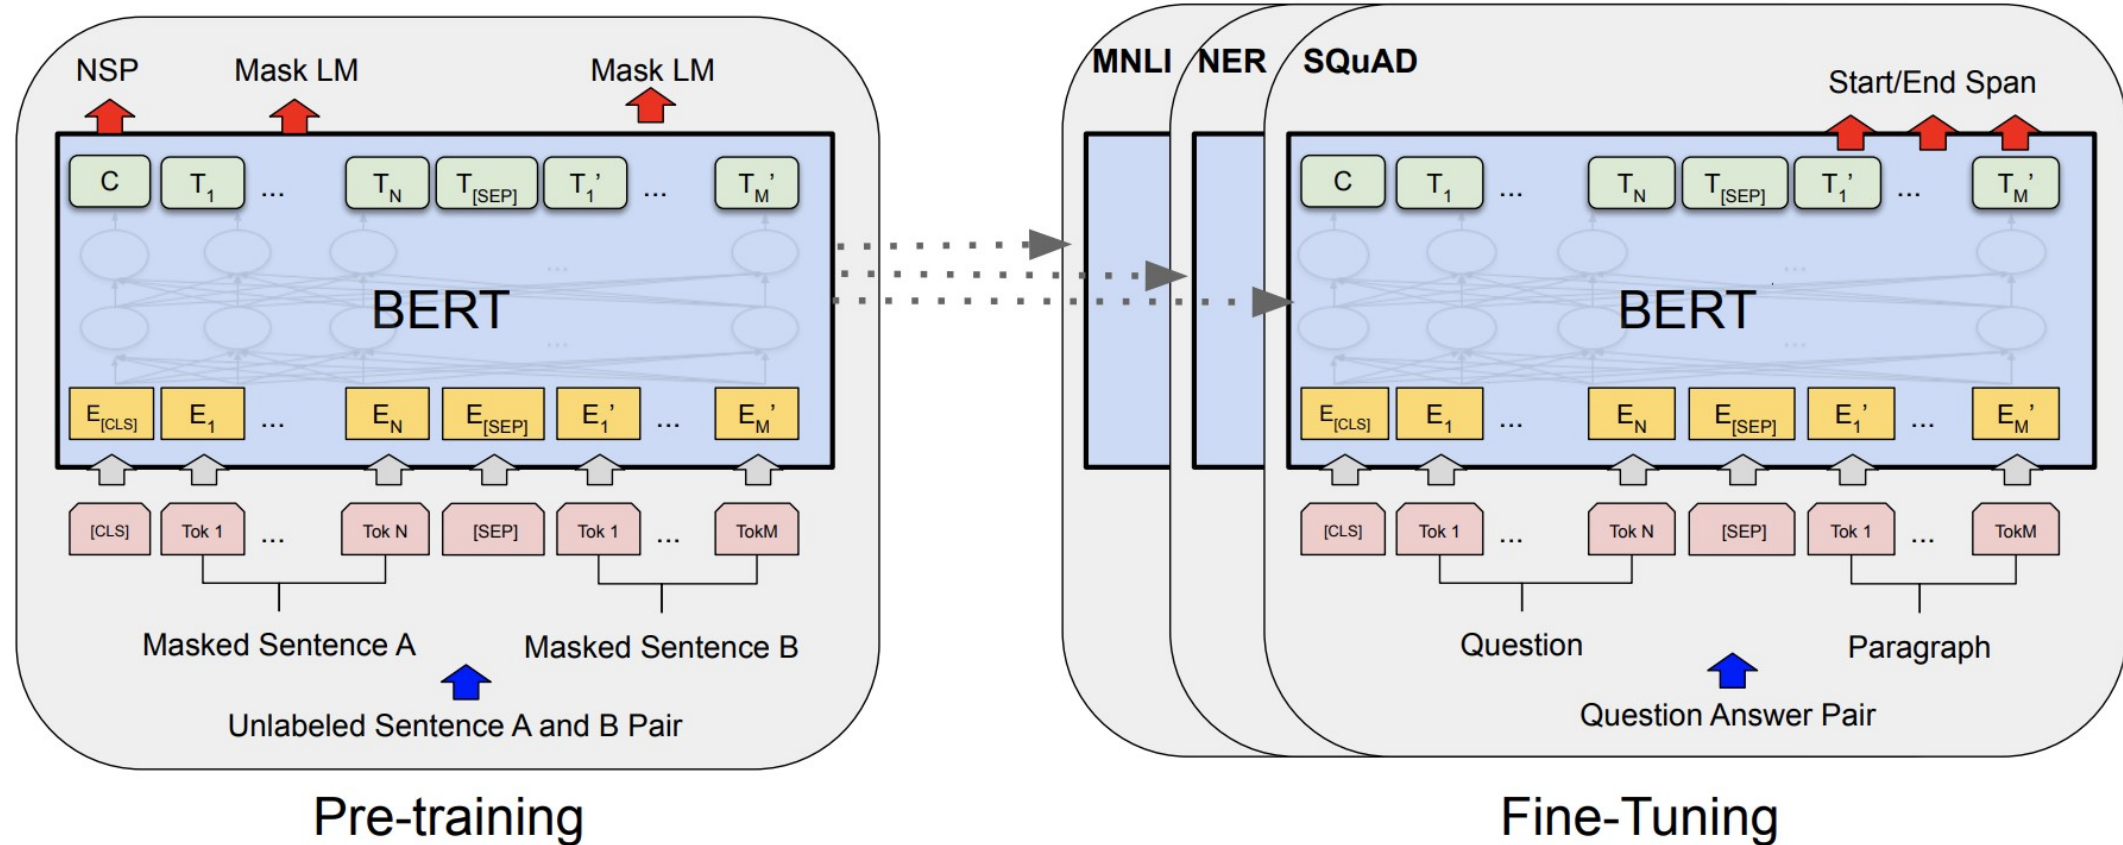 NSP Mask LM Mask LM
C T1 ... TN T[SEP] T1’ ... TM’
BERT
E[CLS] E1 ... EN E[SEP] E1’ ... EM’
[CLS] Tok 1 ... Tok N [SEP] Tok 1 ... TokM
Masked Sentence A Masked Sentence B
Unlabeled Sentence A and B Pair
Pre-training
MNLI NER SQuAD
Start/End Span
C T1 ... TN T[SEP] T1’ ... TM’
BERT
E[CLS] E1 ... EN E[SEP] E1’ ... EM’
[CLS] Tok 1 ... Tok N [SEP] Tok 1 ... TokM
Question Paragraph
Question Answer Pair
Fine-Tuning